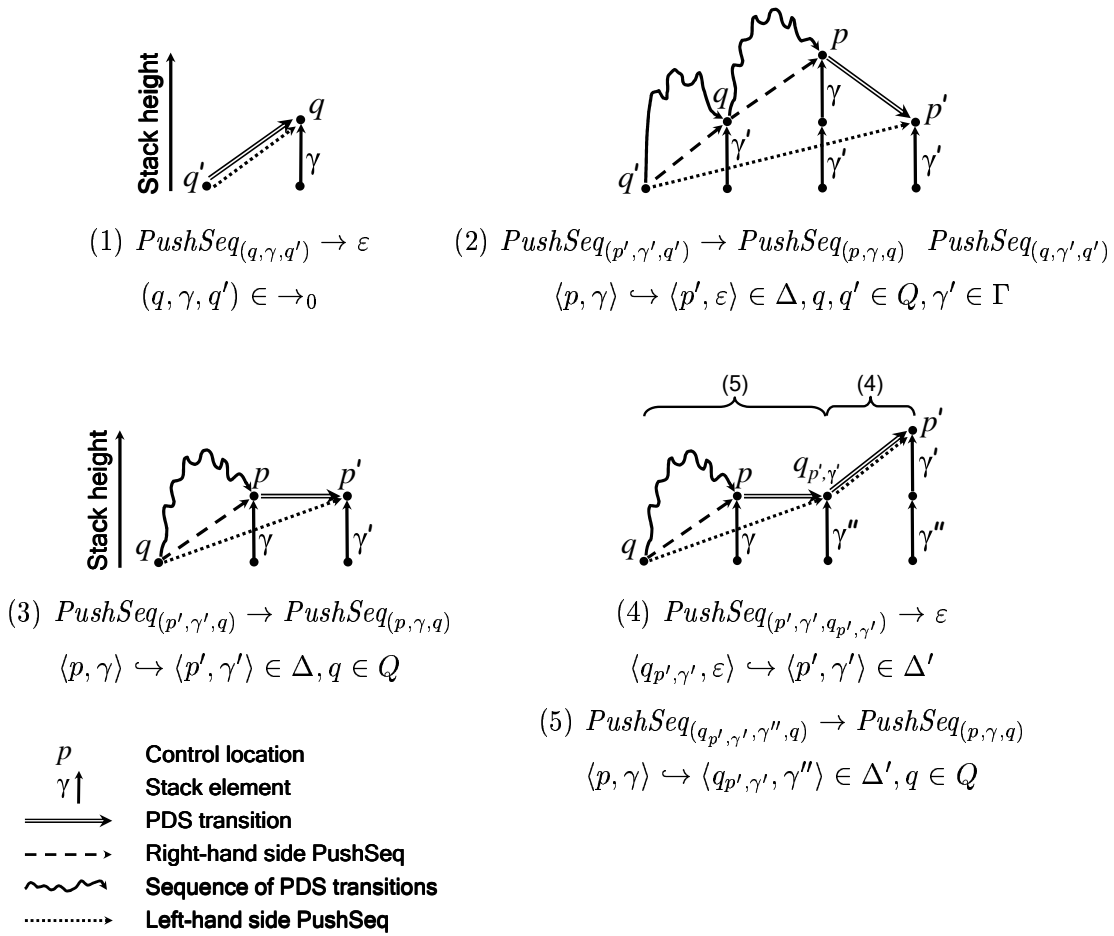 Stack height
q
q'
γ
(1) PushSeq_(q,γ,q') → ε
(q, γ, q') ∈ →₀
p
q
p'
γ
γ'
γ'
γ'
q'
(2) PushSeq_(p',γ',q') → PushSeq_(p,γ,q) PushSeq_(q,γ',q')
⟨p, γ⟩ ↪ ⟨p', ε⟩ ∈ Δ, q, q' ∈ Q, γ' ∈ Γ
Stack height
p
p'
q
γ
γ'
(3) PushSeq_(p',γ',q) → PushSeq_(p,γ,q)
⟨p, γ⟩ ↪ ⟨p', γ'⟩ ∈ Δ, q ∈ Q
(5)
(4)
p'
p
q_p',γ'
γ'
q
γ
γ''
γ''
(4) PushSeq_(p',γ',q_p',γ') → ε
⟨q_p',γ', ε⟩ ↪ ⟨p', γ'⟩ ∈ Δ'
(5) PushSeq_(q_p',γ',γ'',q) → PushSeq_(p,γ,q)
⟨p, γ⟩ ↪ ⟨q_p',γ', γ''⟩ ∈ Δ', q ∈ Q
p Control location
γ Stack element
PDS transition
Right-hand side PushSeq
Sequence of PDS transitions
Left-hand side PushSeq